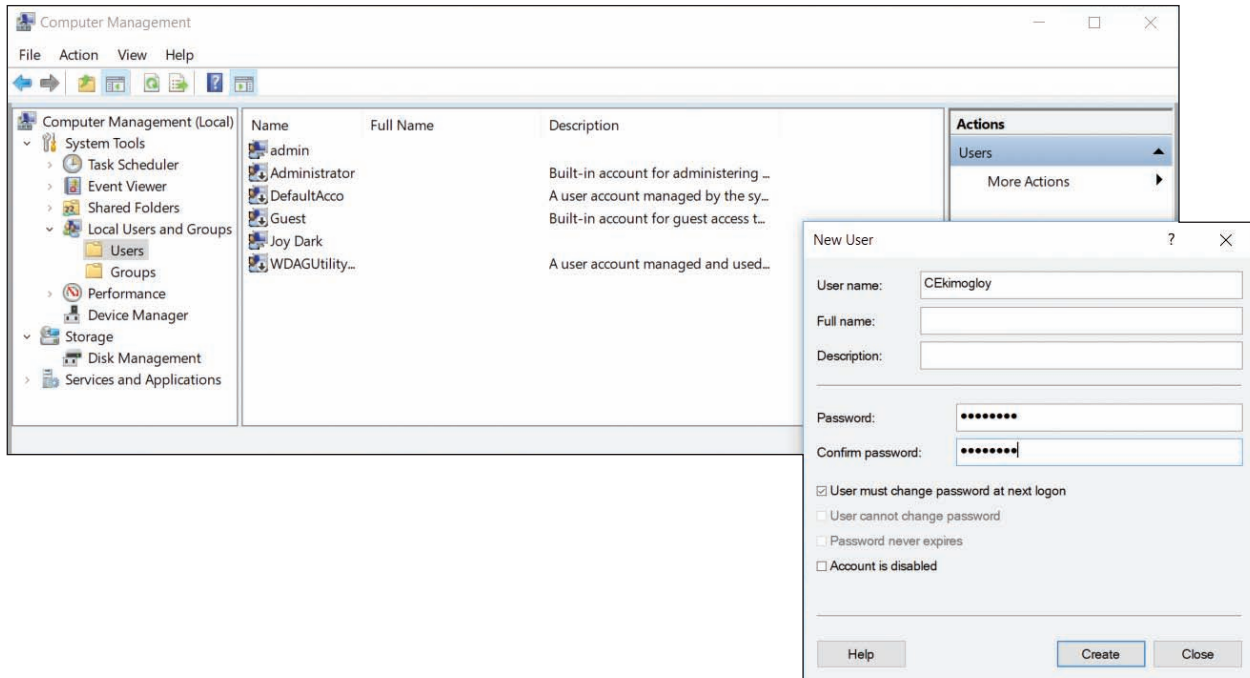 Computer Management
File Action View Help
Computer Management (Local)
System Tools
Task Scheduler
Event Viewer
Shared Folders
Local Users and Groups
Users
Groups
Performance
Device Manager
Storage
Disk Management
Services and Applications
Name Full Name Description
admin
Administrator Built-in account for administering ...
DefaultAcco A user account managed by the sy...
Guest Built-in account for guest access t...
Joy Dark
WDAGUtility... A user account managed and used...
Actions
Users
More Actions
New User ?
User name: CEkimogloy
Full name:
Description:
Password: ••••••••
Confirm password: ••••••••
User must change password at next logon
User cannot change password
Password never expires
Account is disabled
Help Create Close